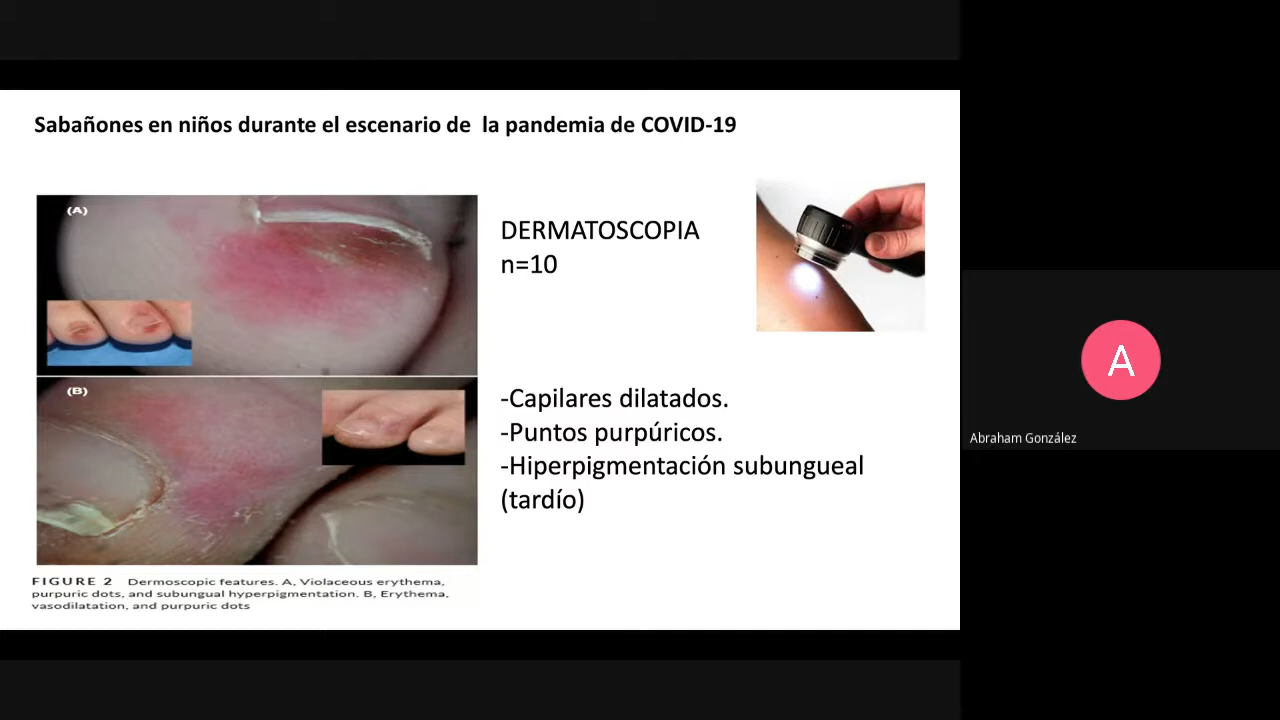 Sabañones en niños durante el escenario de  la pandemia de COVID-19
(A)
DERMATOSCOPIA
n=10
(B)
-Capilares dilatados.
-Puntos purpúricos.
-Hiperpigmentación subungueal
(tardío)
FIGURE 2 Dermoscopic features. A, Violaceous erythema,
purpuric dots, and subungual hyperpigmentation. B, Erythema,
vasodilatation, and purpuric dots
A
Abraham González